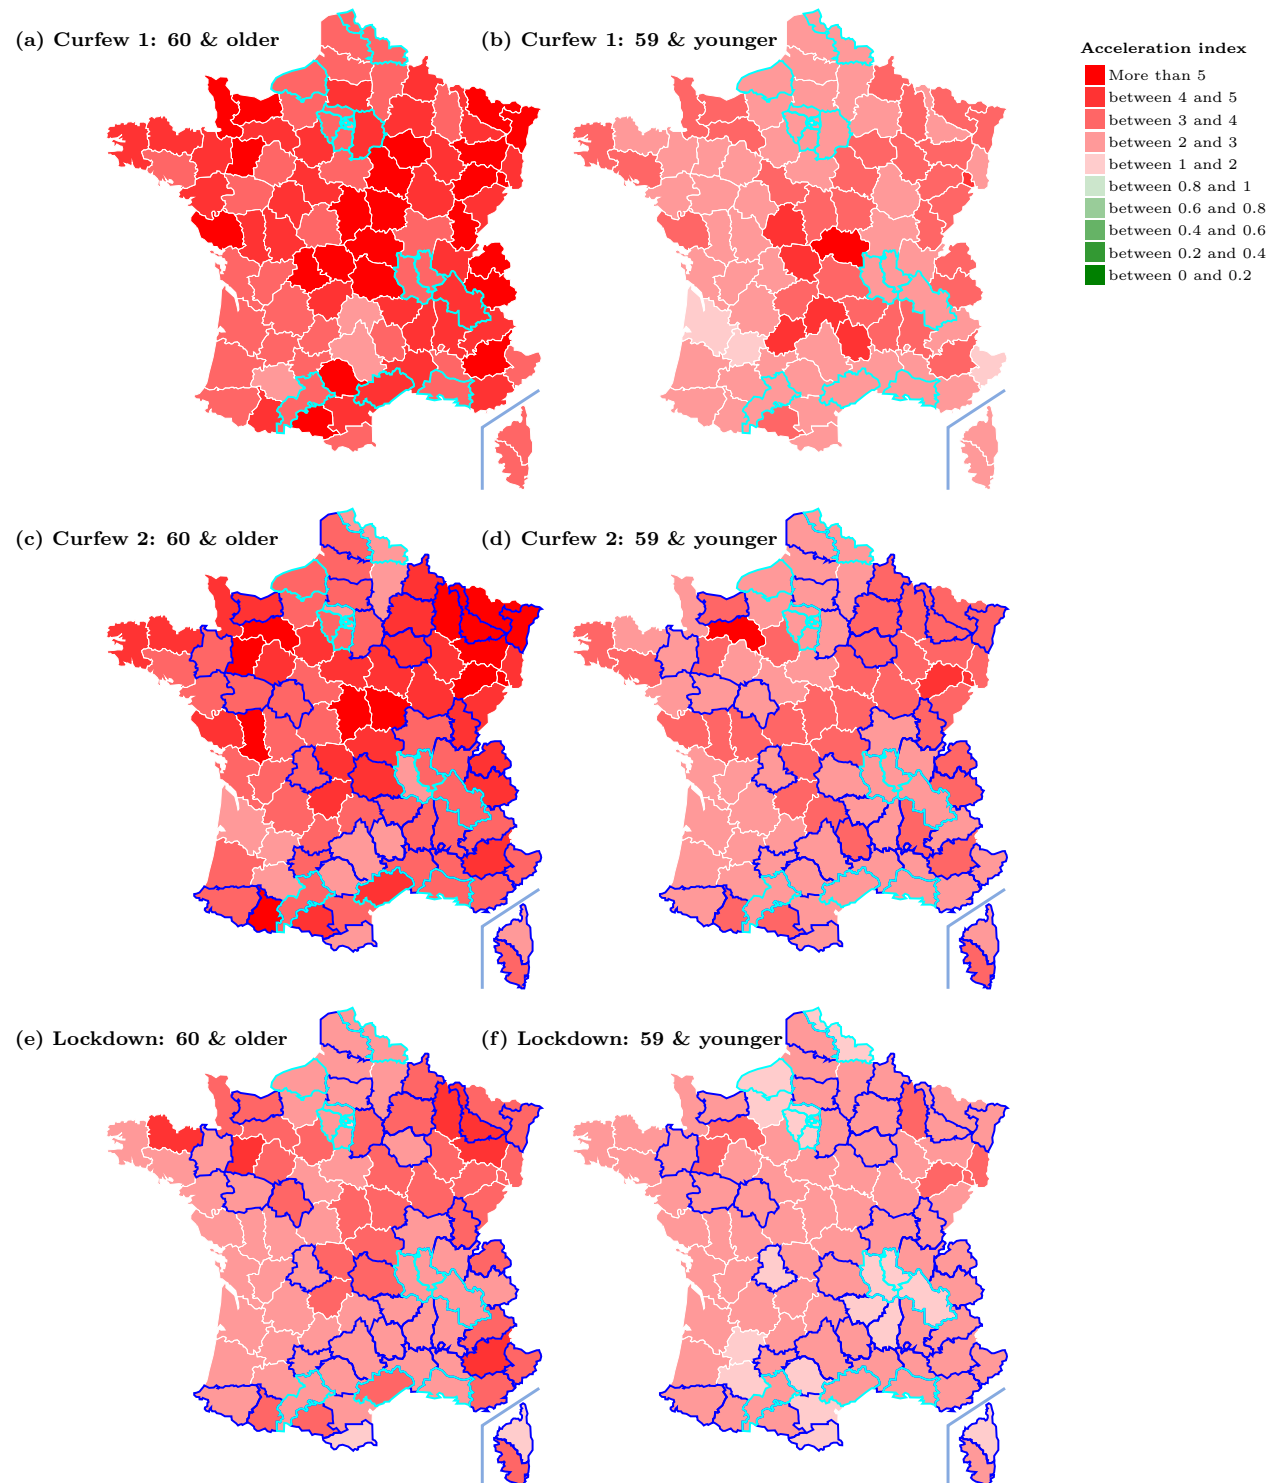 (a) Curfew 1: 60 & older
(b) Curfew 1: 59 & younger
Acceleration index
More than 5
between 4 and 5
between 3 and 4
between 2 and 3
between 1 and 2
between 0.8 and 1
between 0.6 and 0.8
between 0.4 and 0.6
between 0.2 and 0.4
between 0 and 0.2
(c) Curfew 2: 60 & older
(d) Curfew 2: 59 & younger
(e) Lockdown: 60 & older
(f) Lockdown: 59 & younger